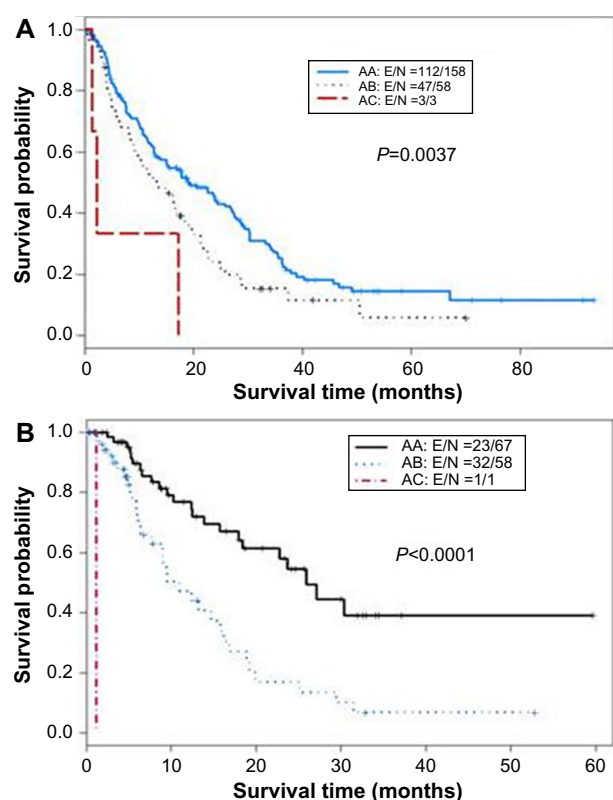 A
1.0
0.8
0.6
0.4
0.2
0.0
Survival probability
AA: E/N =112/158
AB: E/N =47/58
AC: E/N =3/3
P=0.0037
0 20 40 60 80
Survival time (months)
B
1.0
0.8
0.6
0.4
0.2
0.0
Survival probability
AA: E/N =23/67
AB: E/N =32/58
AC: E/N =1/1
P<0.0001
0 10 20 30 40 50 60
Survival time (months)